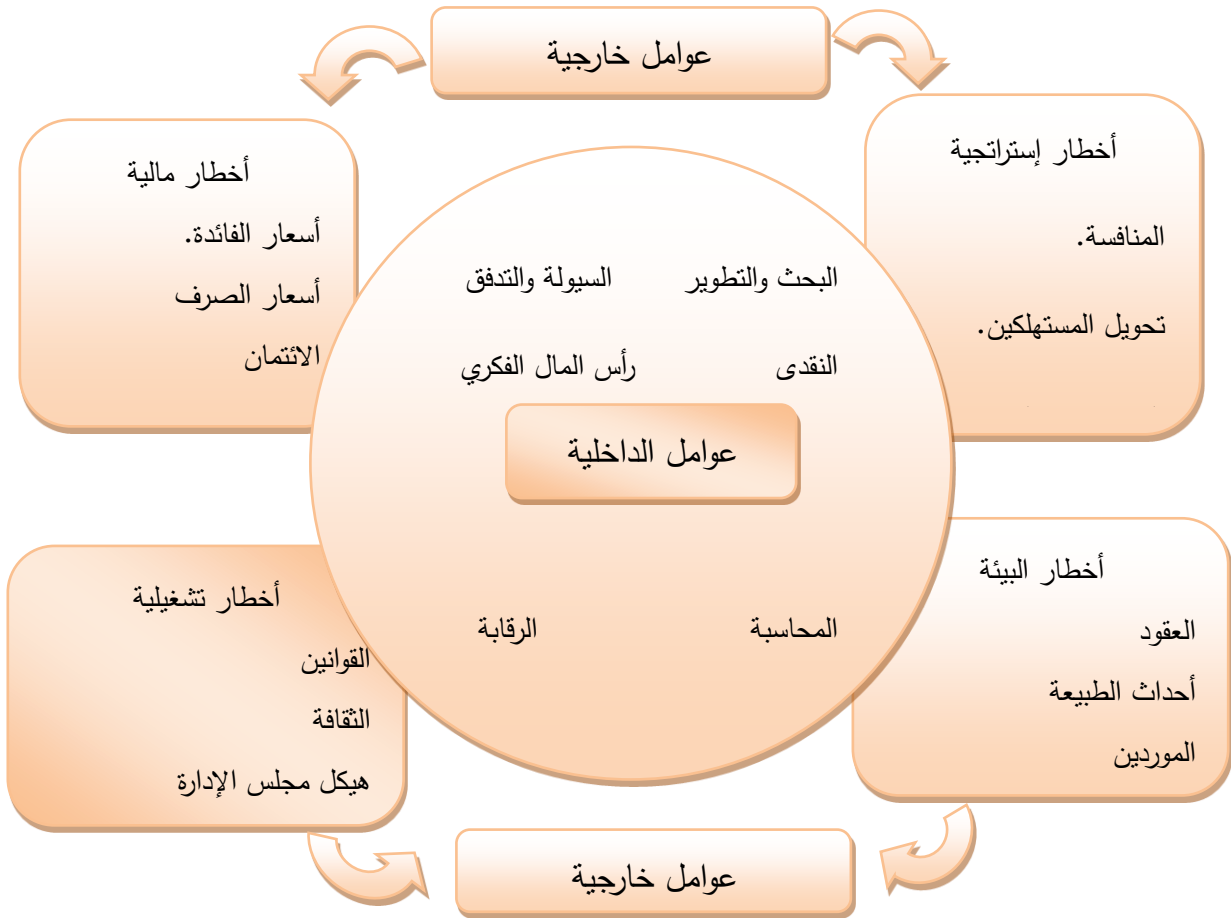 عوامل خارجية
أخطار إستراتجية
المنافسة.
تحويل المستهلكين.
أخطار مالية
أسعار الفائدة.
أسعار الصرف
الائتمان
البحث والتطوير السيولة والتدفق
النقدى رأس المال الفكري
عوامل الداخلية
المحاسبة الرقابة
أخطار البيئة
العقود
أحداث الطبيعة
الموردين
أخطار تشغيلية
القوانين
الثقافة
هيكل مجلس الإدارة
عوامل خارجية